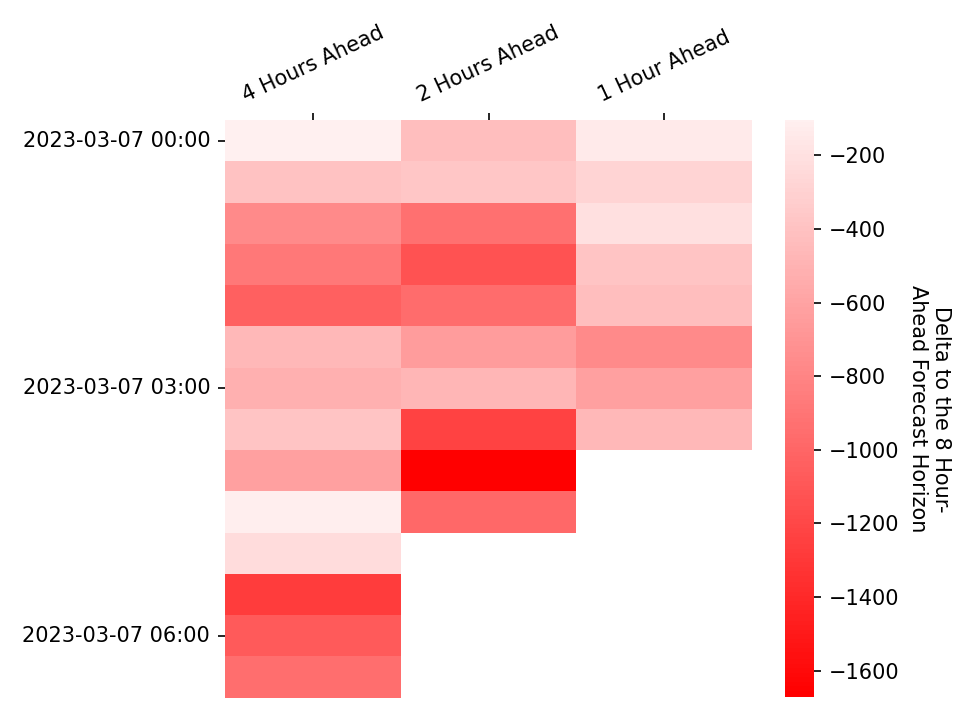 4 Hours Ahead
2 Hours Ahead
1 Hour Ahead
2023-03-07 00:00
2023-03-07 03:00
2023-03-07 06:00
−200
−400
−600
−800
−1000
−1200
−1400
−1600
Delta to the 8 Hour-
Ahead Forecast Horizon